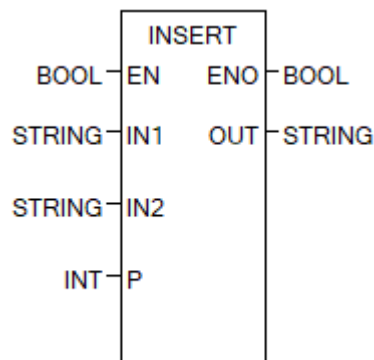 INSERT
BOOL EN ENO BOOL
STRING IN1 OUT STRING
STRING IN2
INT P